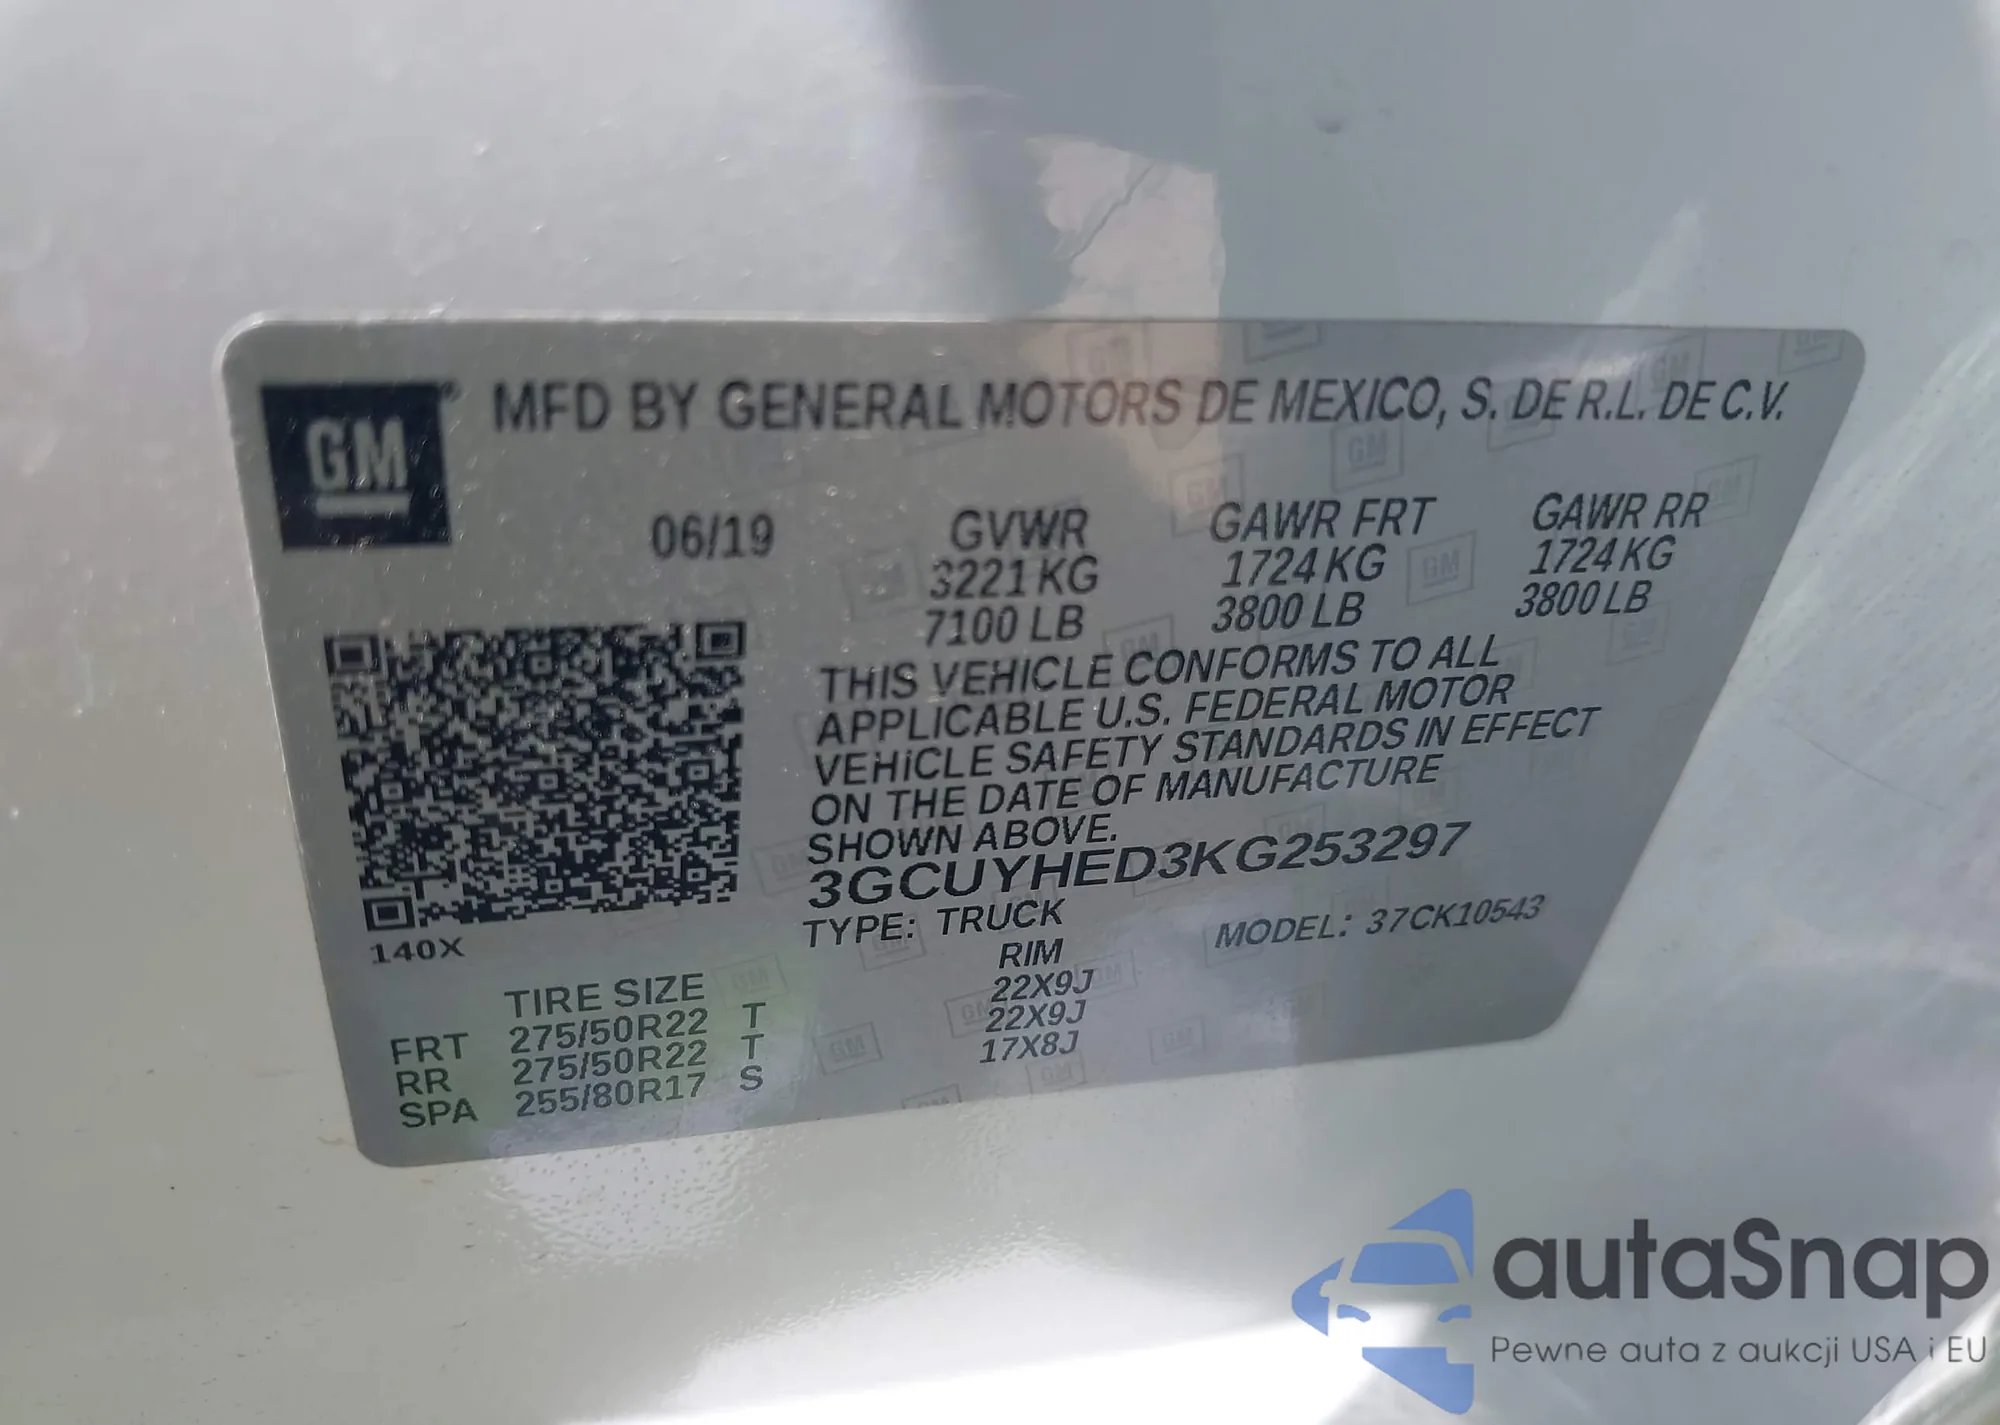 GM
MFD BY GENERAL MOTORS DE MEXICO, S. DE R.L. DE C.V.
06/19 GVWR GAWR FRT GAWR RR
3221 KG 1724 KG 1724 KG
7100 LB 3800 LB 3800 LB
THIS VEHICLE CONFORMS TO ALL
APPLICABLE U.S. FEDERAL MOTOR
VEHICLE SAFETY STANDARDS IN EFFECT
ON THE DATE OF MANUFACTURE
SHOWN ABOVE.
3GCUYHED3KG253297
TYPE: TRUCK MODEL: 37CK10543
140X
TIRE SIZE RIM
FRT 275/50R22 T 22X9J
RR 275/50R22 T 22X9J
SPA 255/80R17 S 17X8J
autaSnap
Pewne auta z aukcji USA i EU